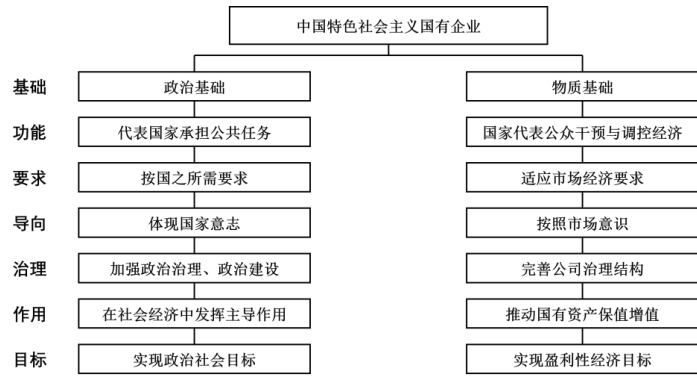 中国特色社会主义国有企业
基础 政治基础 物质基础
功能 代表国家承担公共任务 国家代表公众干预与调控经济
要求 按国之所需要求 适应市场经济要求
导向 体现国家意志 按照市场意识
治理 加强政治治理、政治建设 完善公司治理结构
作用 在社会经济中发挥主导作用 推动国有资产保值增值
目标 实现政治社会目标 实现盈利性经济目标